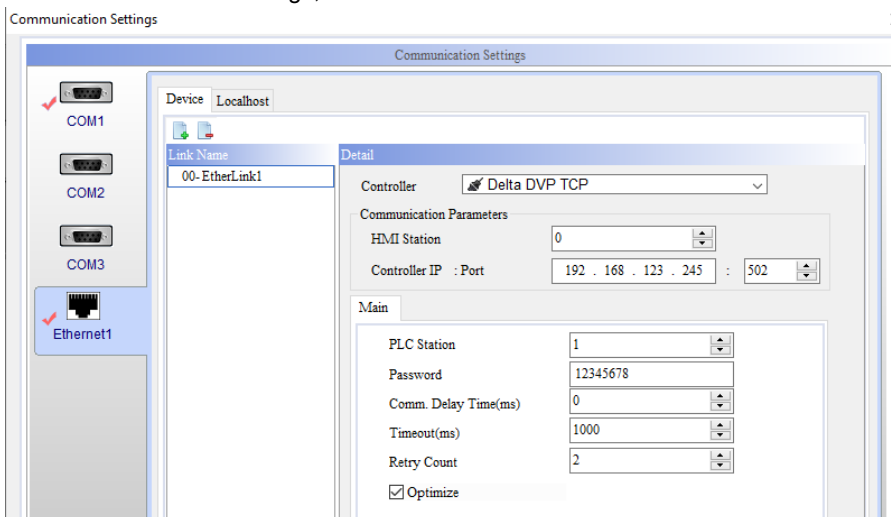 Communication Settings
Communication Settings
COM1
COM2
COM3
Ethernet1
Device Localhost
Link Name
00- EtherLink1
Detail
Controller Delta DVP TCP
Communication Parameters
HMI Station 0
Controller IP : Port 192 . 168 . 123 . 245 : 502
Main
PLC Station 1
Password 12345678
Comm. Delay Time(ms) 0
Timeout(ms) 1000
Retry Count 2
Optimize